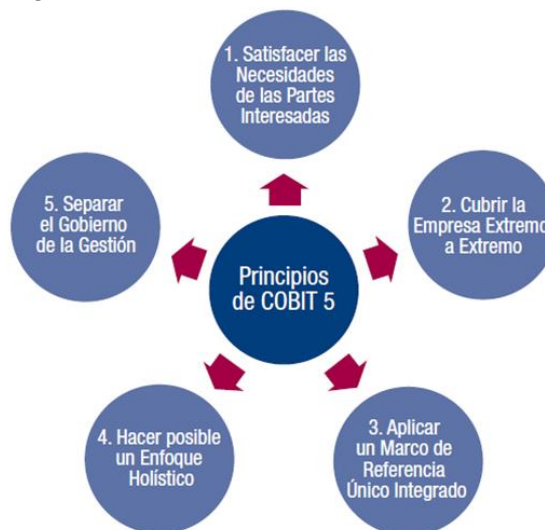 1. Satisfacer las
Necesidades
de las Partes
Interesadas
2. Cubrir la
Empresa Extremo
a Extremo
3. Aplicar
un Marco de
Referencia
Único Integrado
4. Hacer posible
un Enfoque
Holístico
5. Separar
el Gobierno
de la Gestión
Principios
de COBIT 5